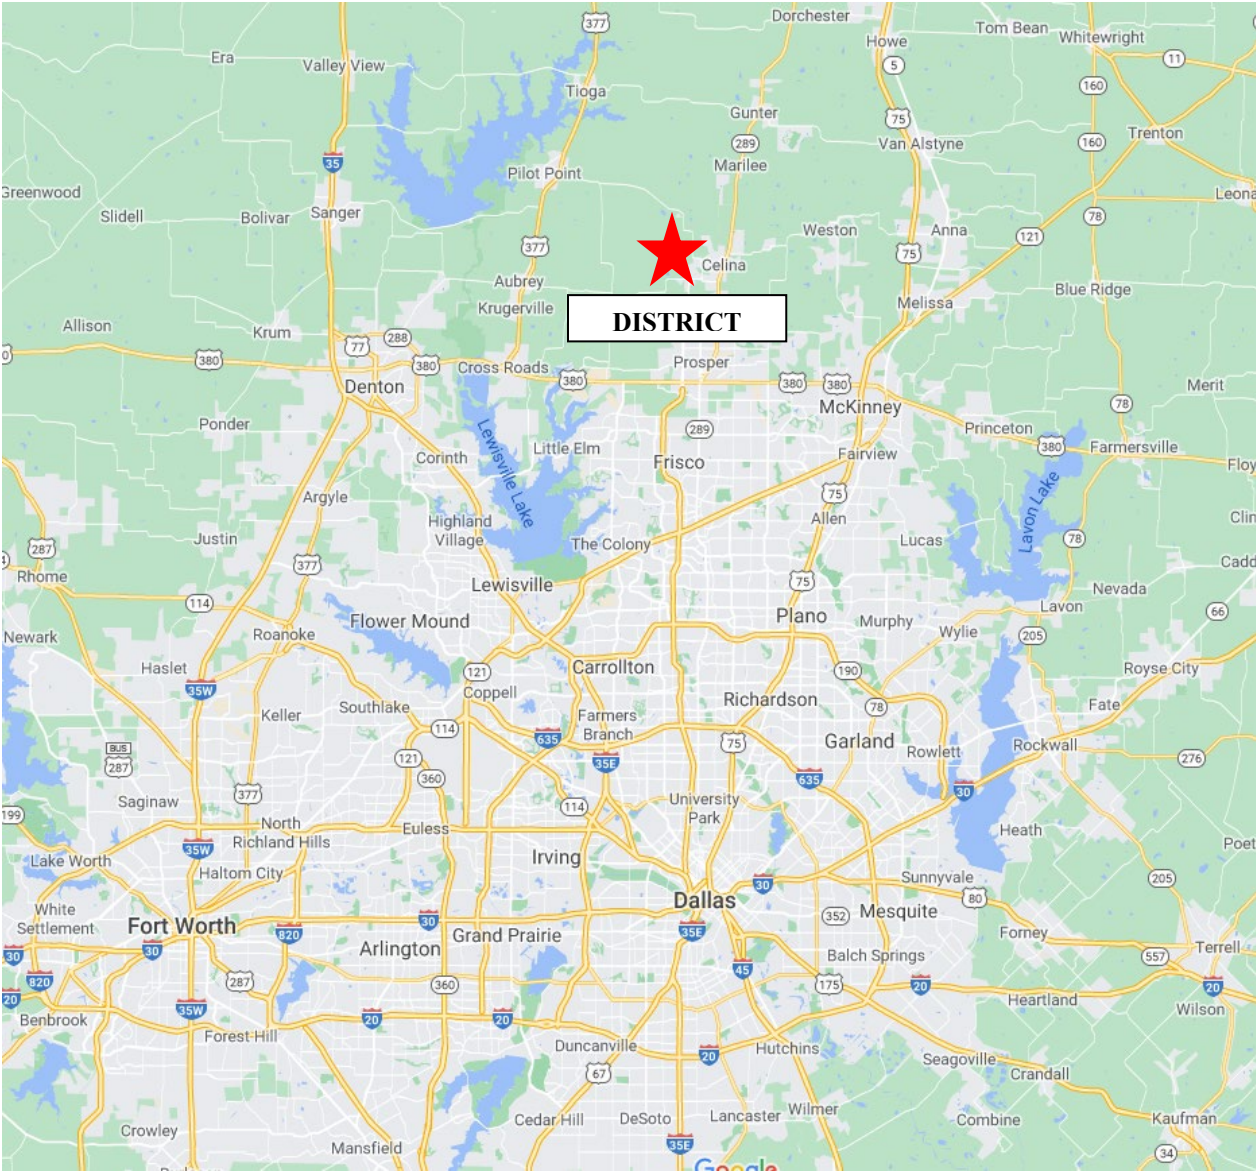 377
Dorchester
Tom Bean
Whitewright
Howe
Era
Valley View
5
11
Tioga
160
Gunter
75
Trenton
35
289
Van Alstyne
160
Marilee
Pilot Point
Greenwood
Slidell
Bolivar
Sanger
78
Weston
Anna
121
377
75
Celina
Aubrey
Blue Ridge
Krugerville
Melissa
DISTRICT
Allison
Krum
288
77
380
380
Cross Roads
Prosper
380
380
380
Denton
Merit
McKinney
78
Ponder
289
Princeton
Little Elm
380
Farmersville
Corinth
Frisco
Fairview
Lewisville Lake
Argyle
75
Lavon Lake
Highland
Village
Allen
Justin
The Colony
Lucas
78
287
377
Rhome
Lewisville
75
Nevada
114
Lavon
66
Flower Mound
Plano
Murphy
Wylie
205
Newark
Roanoke
Haslet
121
Carrollton
190
Royse City
35W
Coppell
Richardson
Southlake
Keller
Farmers
Branch
78
Fate
114
635
75
Garland
Rowlett
Rockwall
BUS
287
121
35E
276
360
635
377
30
Saginaw
114
University
Park
199
North
Richland Hills
Euless
Heath
35W
Irving
Lake Worth
Haltom City
Sunnyvale
205
30
Dallas
80
White
Settlement
Fort Worth
30
352
Mesquite
820
Arlington
Grand Prairie
35E
Forney
30
30
Balch Springs
Terrell
45
557
820
287
360
175
20
20
20
Heartland
35W
Wilson
Benbrook
20
20
Forest Hill
Duncanville
20
Hutchins
Seagoville
67
Crandall
Cedar Hill
DeSoto
Lancaster
Wilmer
Combine
Kaufman
Crowley
Mansfield
35E
34
Google